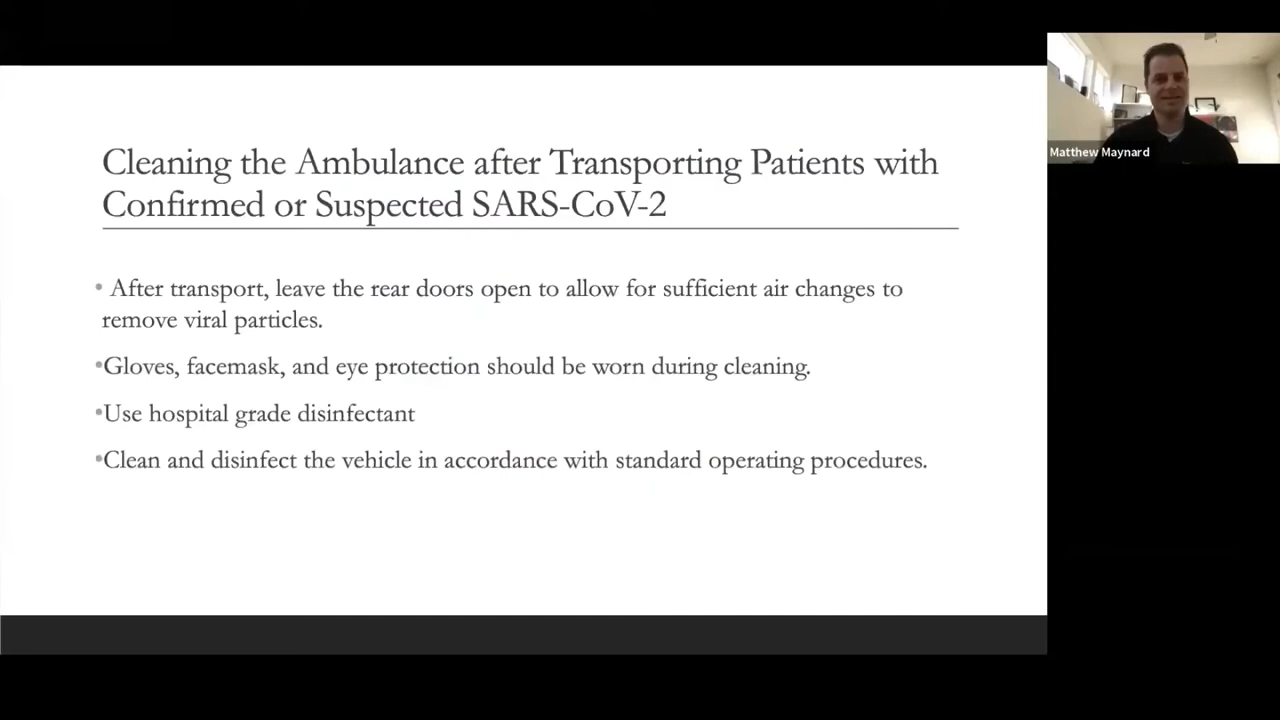 Cleaning the Ambulance after Transporting Patients with
Confirmed or Suspected SARS-CoV-2
• After transport, leave the rear doors open to allow for sufficient air changes to
remove viral particles.
•Gloves, facemask, and eye protection should be worn during cleaning.
•Use hospital grade disinfectant
•Clean and disinfect the vehicle in accordance with standard operating procedures.
Matthew Maynard